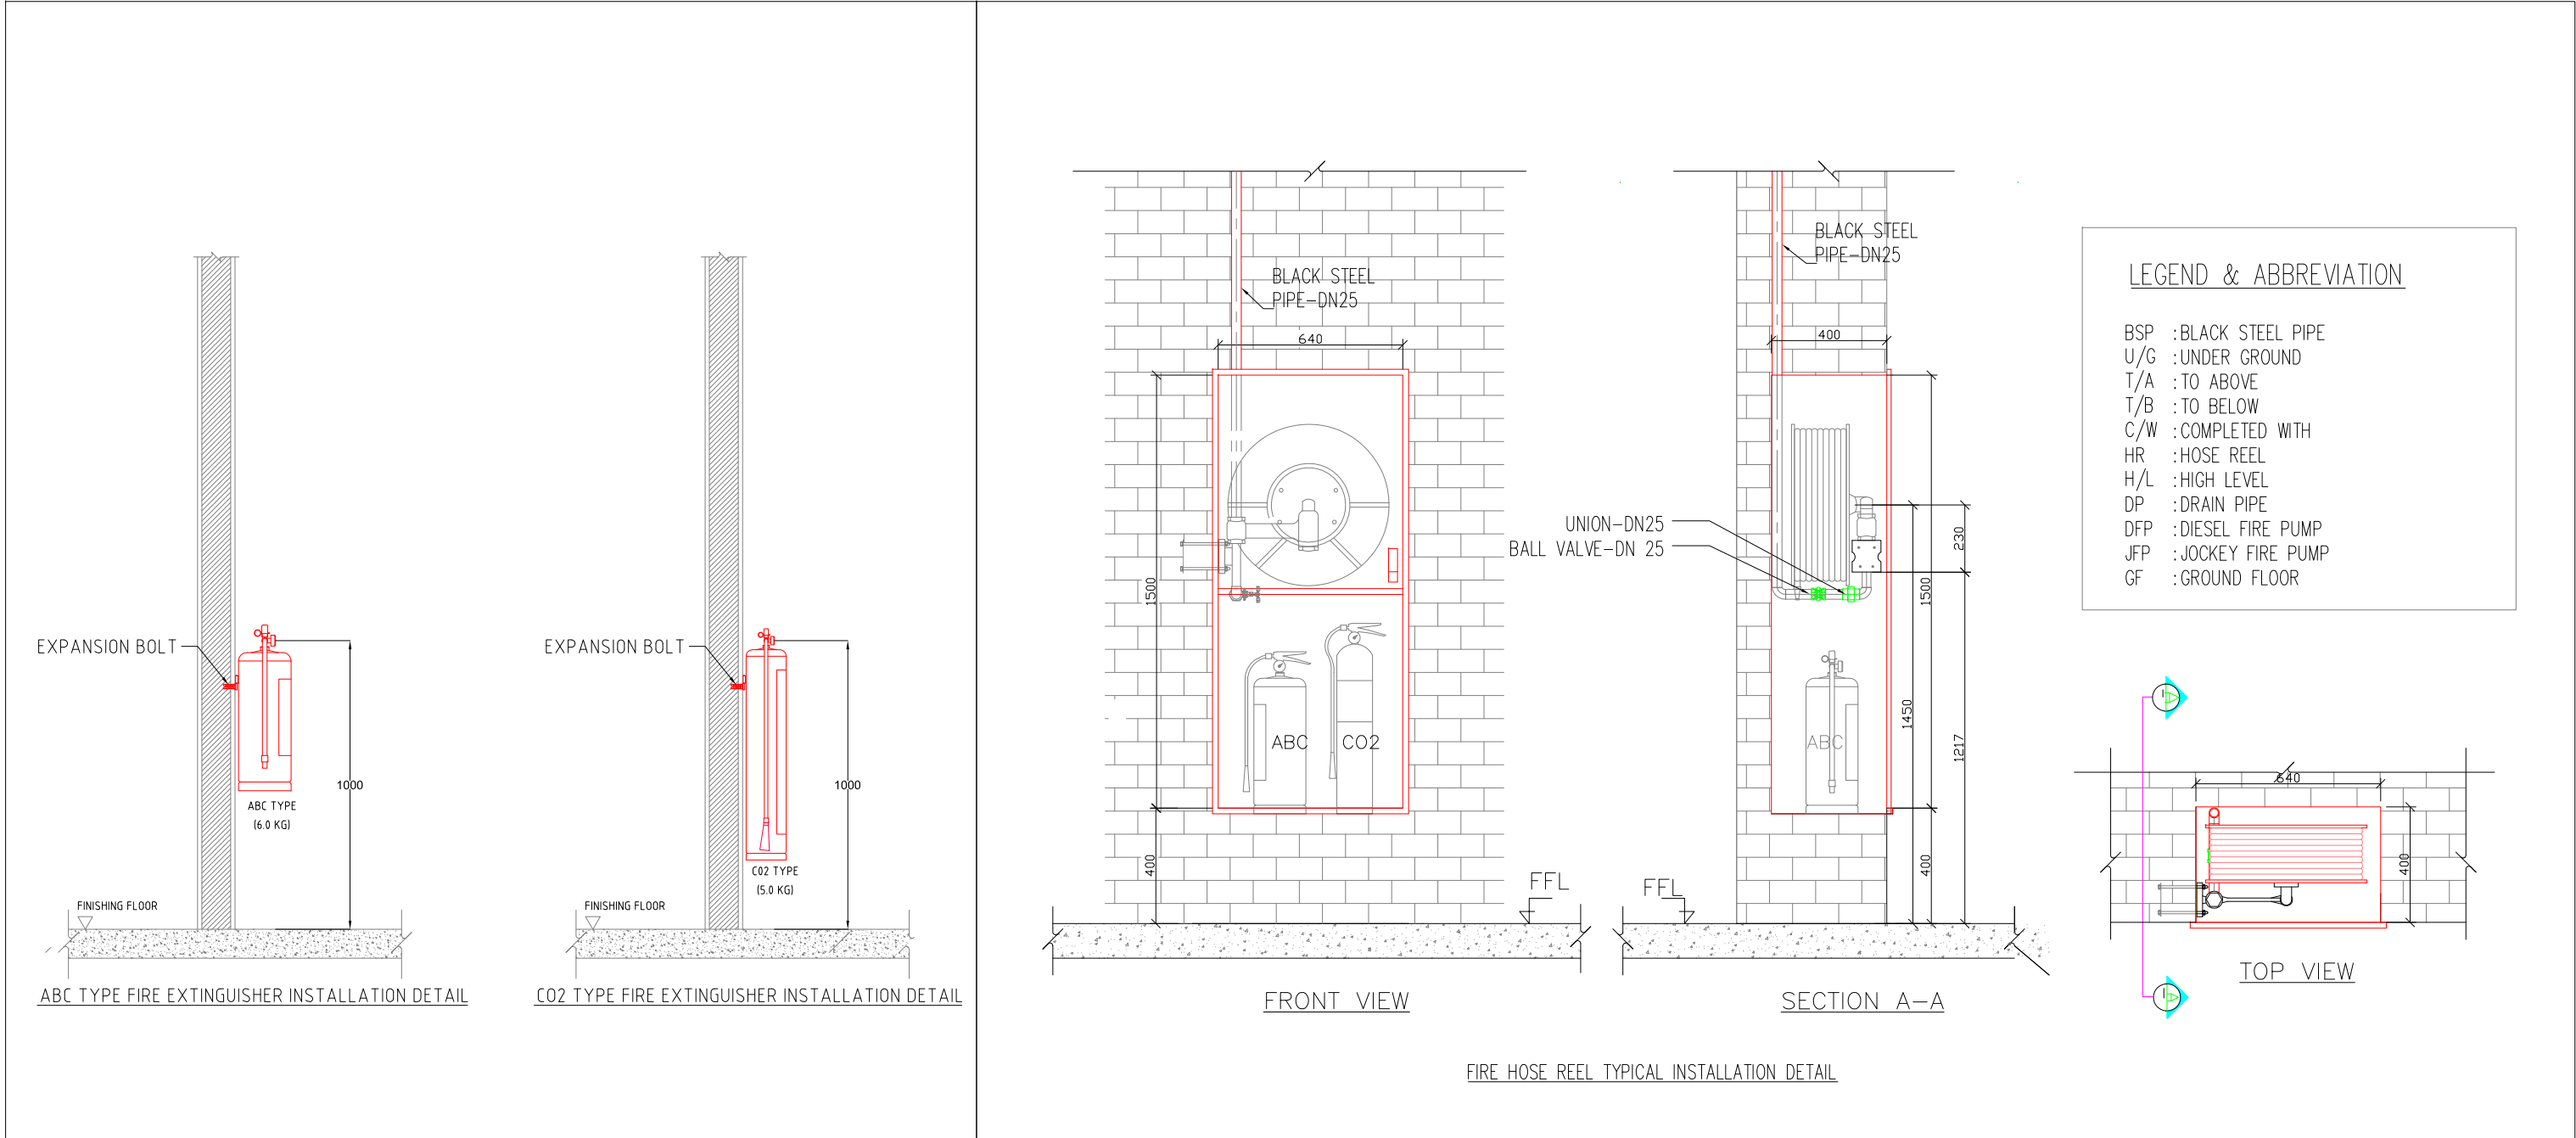 EXPANSION BOLT
1000
ABC TYPE
(6.0 KG)
FINISHING FLOOR
ABC TYPE FIRE EXTINGUISHER INSTALLATION DETAIL
EXPANSION BOLT
1000
CO2 TYPE
(5.0 KG)
FINISHING FLOOR
CO2 TYPE FIRE EXTINGUISHER INSTALLATION DETAIL
BLACK STEEL
PIPE-DN25
640
1500
ABC
CO2
400
FFL
FRONT VIEW
BLACK STEEL
PIPE-DN25
400
UNION-DN25
BALL VALVE-DN 25
230
1500
1450
1217
ABC
400
FFL
SECTION A-A
FIRE HOSE REEL TYPICAL INSTALLATION DETAIL
LEGEND & ABBREVIATION
BSP :BLACK STEEL PIPE
U/G :UNDER GROUND
T/A :TO ABOVE
T/B :TO BELOW
C/W :COMPLETED WITH
HR :HOSE REEL
H/L :HIGH LEVEL
DP :DRAIN PIPE
DFP :DIESEL FIRE PUMP
JFP :JOCKEY FIRE PUMP
GF :GROUND FLOOR
A
640
400
A
TOP VIEW